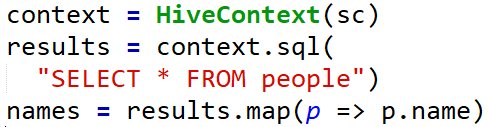 context = HiveContext(sc)
results = context.sql(
"SELECT * FROM people")
names = results.map(p => p.name)